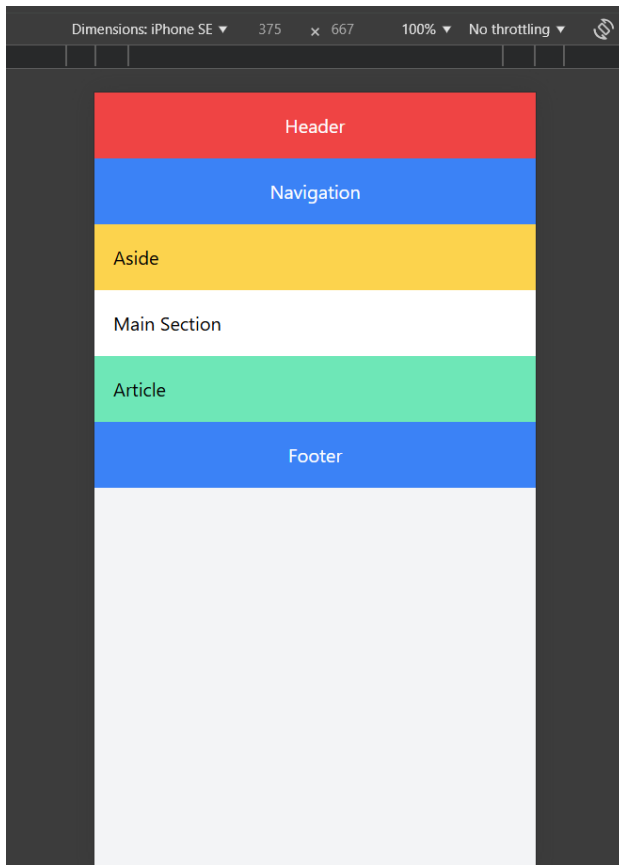 Dimensions: iPhone SE ▼ 375 × 667 100% ▼ No throttling ▼
Header
Navigation
Aside
Main Section
Article
Footer